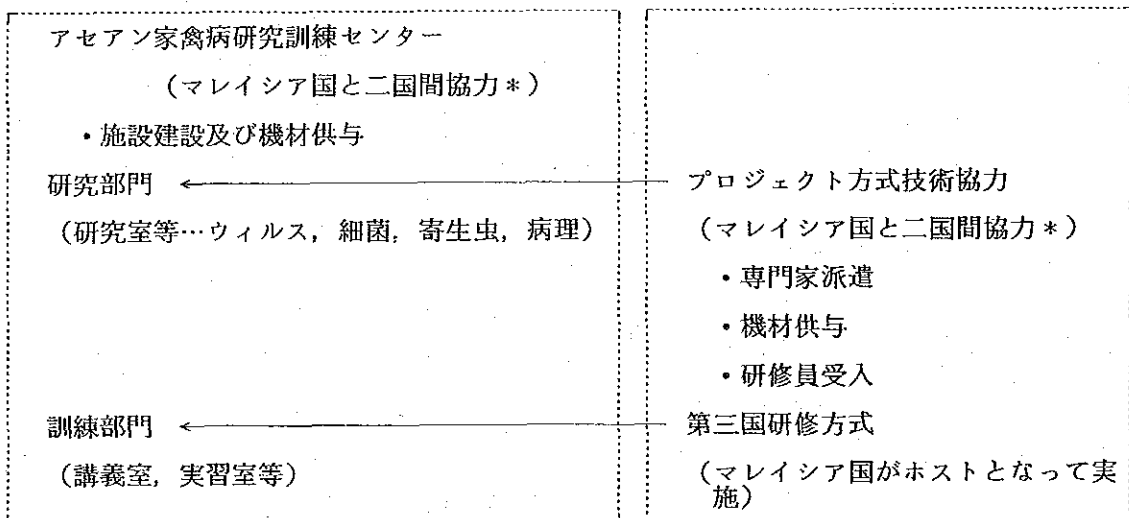 アセアン家禽病研究訓練センター
（マレイシア国と二国間協力＊）
・施設建設及び機材供与
研究部門 ← プロジェクト方式技術協力
（研究室等…ウィルス，細菌，寄生虫，病理） （マレイシア国と二国間協力＊）
・専門家派遣
・機材供与
・研修員受入
訓練部門 ← 第三国研修方式
（講義室，実習室等） （マレイシア国がホストとなって実
施）